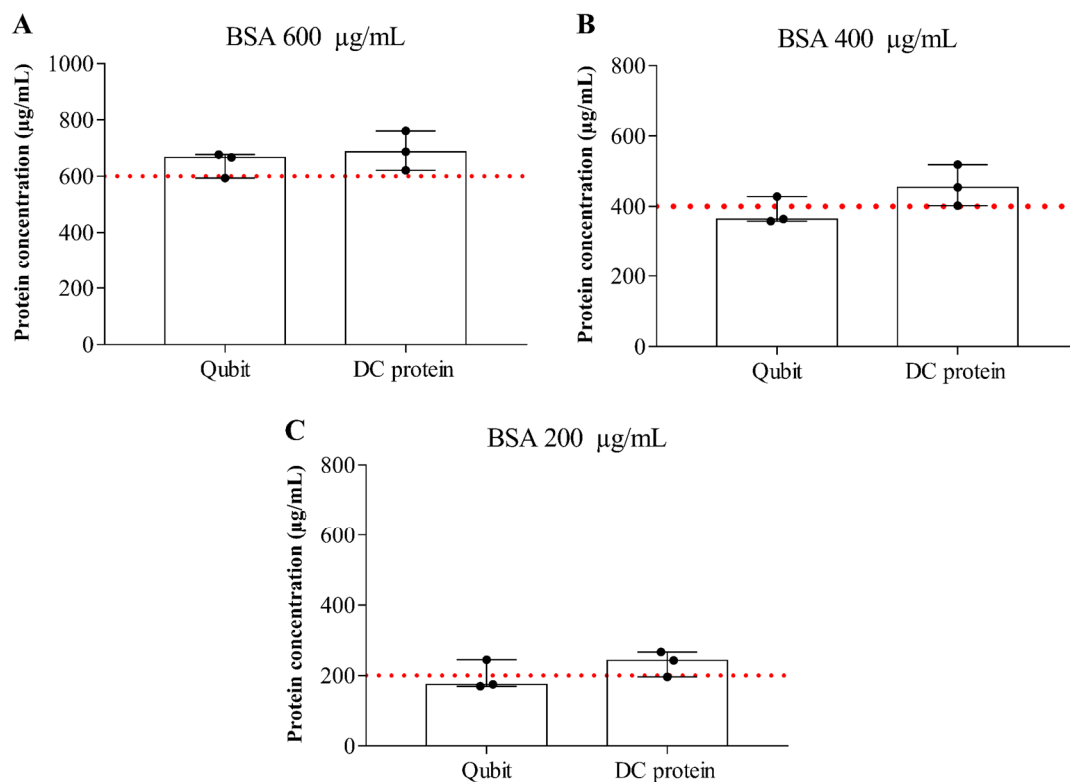 A
BSA 600 µg/mL
Protein concentration (µg/mL)
1000
800
600
400
200
0
Qubit
DC protein
B
BSA 400 µg/mL
Protein concentration (µg/mL)
800
600
400
200
0
Qubit
DC protein
C
BSA 200 µg/mL
Protein concentration (µg/mL)
800
600
400
200
0
Qubit
DC protein